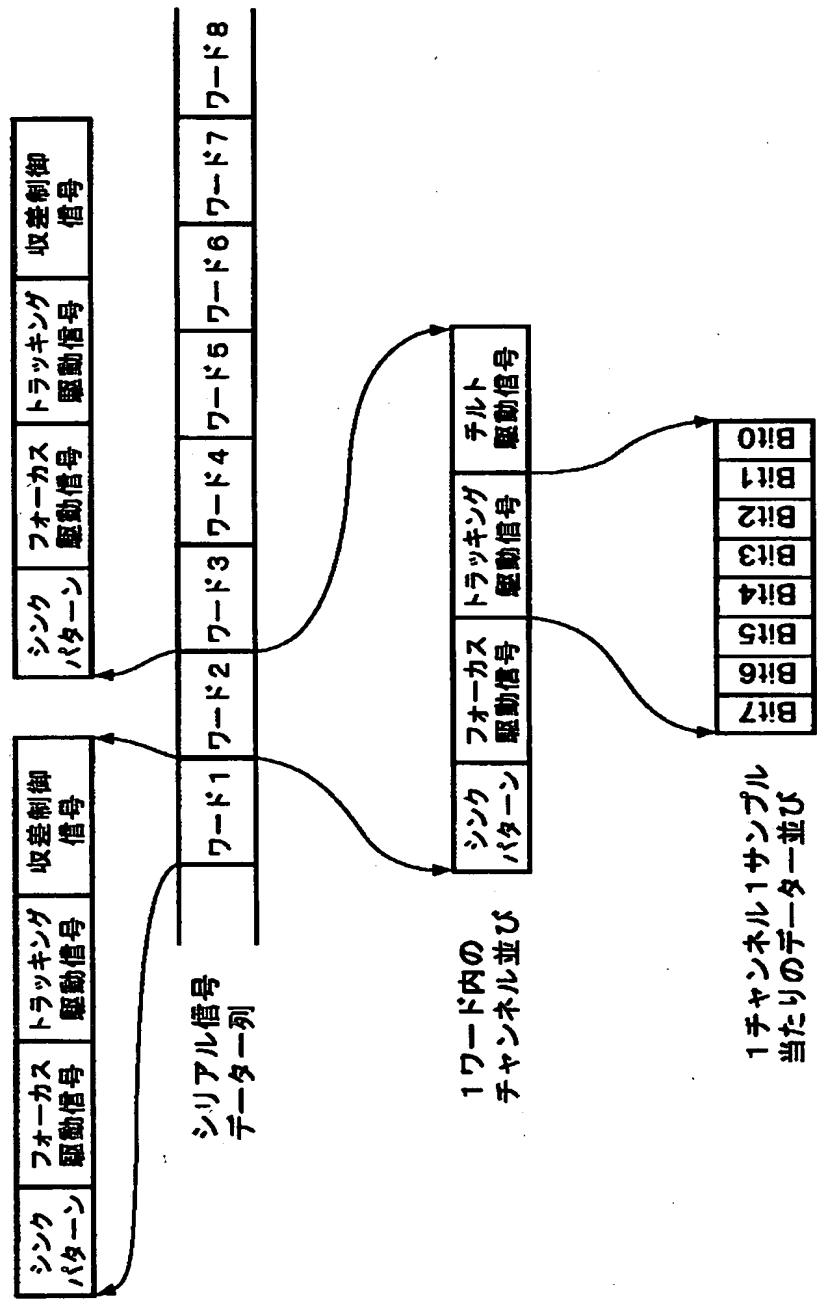 シンク
パターン
フォーカス
駆動信号
トラッキング
駆動信号
収差制御
信号
シンク
パターン
フォーカス
駆動信号
トラッキング
駆動信号
収差制御
信号
シリアル信号
データー列
ワード1
ワード2
ワード3
ワード4
ワード5
ワード6
ワード7
ワード8
1ワード内の
チャンネル並び
シンク
パターン
フォーカス
駆動信号
トラッキング
駆動信号
チルト
駆動信号
1チャンネル1サンプル
当たりのデーター並び
Bit7
Bit6
Bit5
Bit4
Bit3
Bit2
Bit1
Bit0